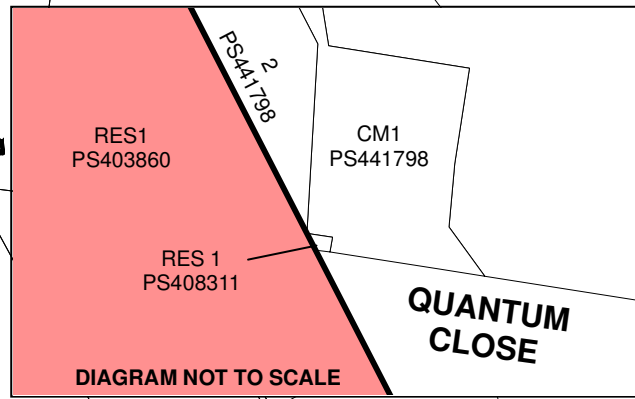 2
PS441798
RES1
PS403860
CM1
PS441798
RES 1
PS408311
QUANTUM
CLOSE
DIAGRAM NOT TO SCALE